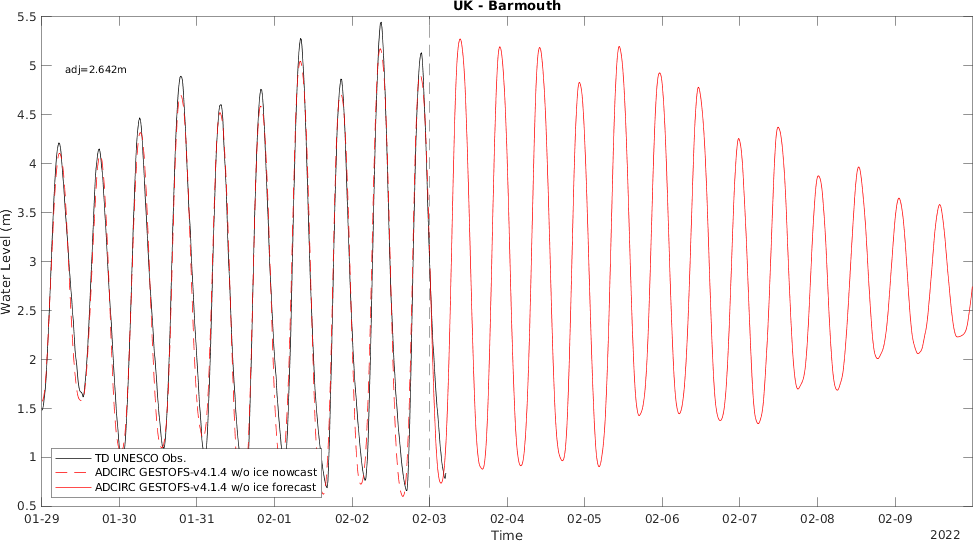 UK - Barmouth
5.5
5
4.5
4
3.5
3
2.5
2
1.5
1
0.5
Water Level (m)
adj=2.642m
TD UNESCO Obs.
ADCIRC GESTOFS-v4.1.4 w/o ice nowcast
ADCIRC GESTOFS-v4.1.4 w/o ice forecast
01-29 01-30 01-31 02-01 02-02 02-03 02-04 02-05 02-06 02-07 02-08 02-09
Time
2022